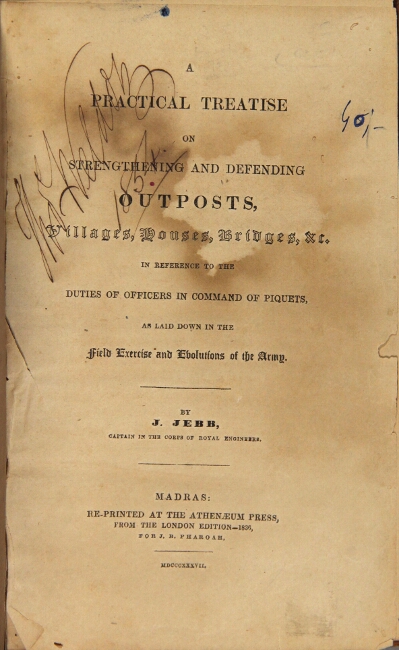 A
PRACTICAL TREATISE
ON
STRENGTHENING AND DEFENDING
OUTPOSTS,
Villages, Houses, Bridges, &c.
IN REFERENCE TO THE
DUTIES OF OFFICERS IN COMMAND OF PIQUETS,
AS LAID DOWN IN THE
Field Exercise and Evolutions of the Army.
BY
J. JEBB,
CAPTAIN IN THE CORPS OF ROYAL ENGINEERS.
MADRAS:
RE-PRINTED AT THE ATHENÆUM PRESS,
FROM THE LONDON EDITION—1836,
FOR J. B. PHAROAH,
MDCCCXXXVII.